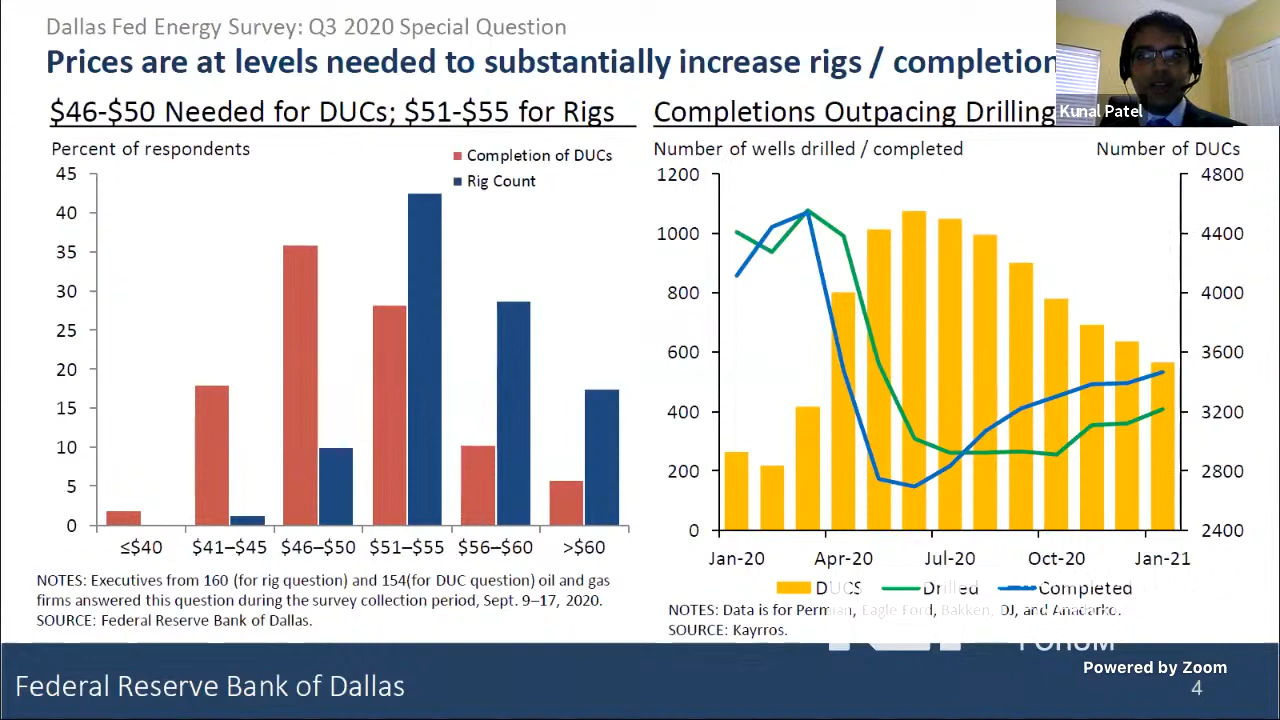 Dallas Fed Energy Survey: Q3 2020 Special Question
Prices are at levels needed to substantially increase rigs / completion
Kunal Patel
$46-$50 Needed for DUCs; $51-$55 for Rigs
Percent of respondents
Completion of DUCs
Rig Count
45
40
35
30
25
20
15
10
5
0
≤$40 $41–$45 $46–$50 $51–$55 $56–$60 >$60
NOTES: Executives from 160 (for rig question) and 154(for DUC question) oil and gas
firms answered this question during the survey collection period, Sept. 9–17, 2020.
SOURCE: Federal Reserve Bank of Dallas.
Completions Outpacing Drilling
Number of wells drilled / completed
Number of DUCs
1200
1000
800
600
400
200
0
4800
4400
4000
3600
3200
2800
2400
Jan-20 Apr-20 Jul-20 Oct-20 Jan-21
DUCS Drilled Completed
NOTES: Data is for Permian, Eagle Ford, Bakken, DJ, and Anadarko.
SOURCE: Kayrros.
FORUM
Powered by Zoom
Federal Reserve Bank of Dallas
4